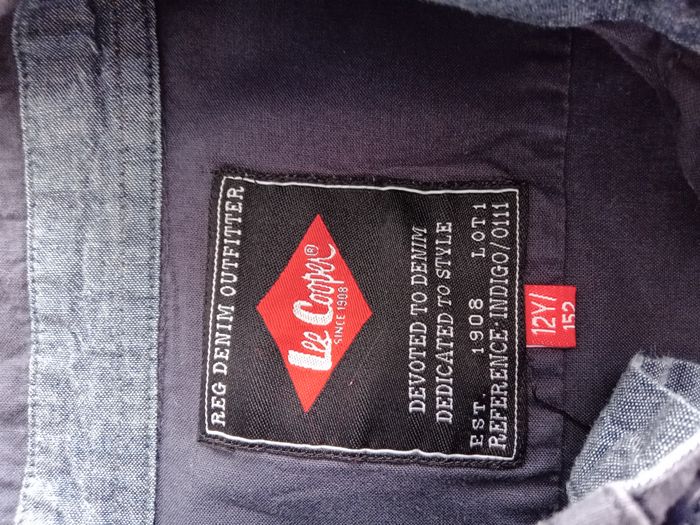 REG DENIM OUTFITTER
Lee Cooper®
SINCE 1908
DEVOTED TO DENIM
DEDICATED TO STYLE
EST. 1908 LOT1
REFERENCE·INDIGO/0111
12Y/
152